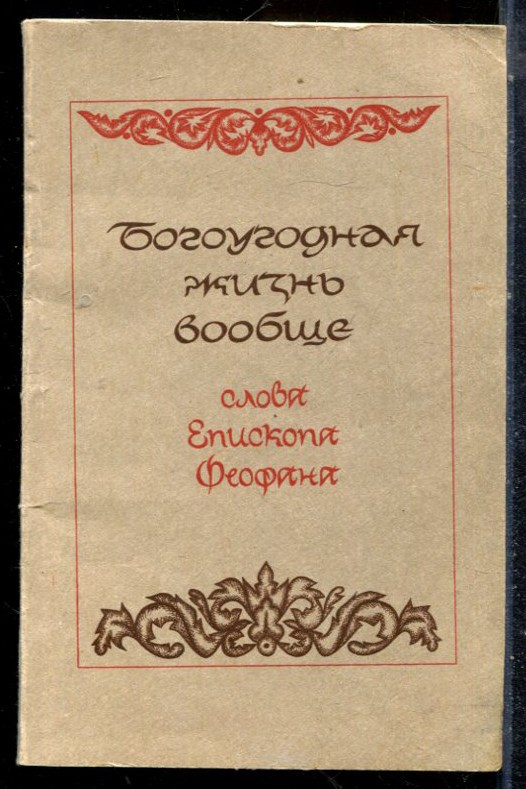 Богоугодная
жизнь
вообще
слова
Епископа
Феофана